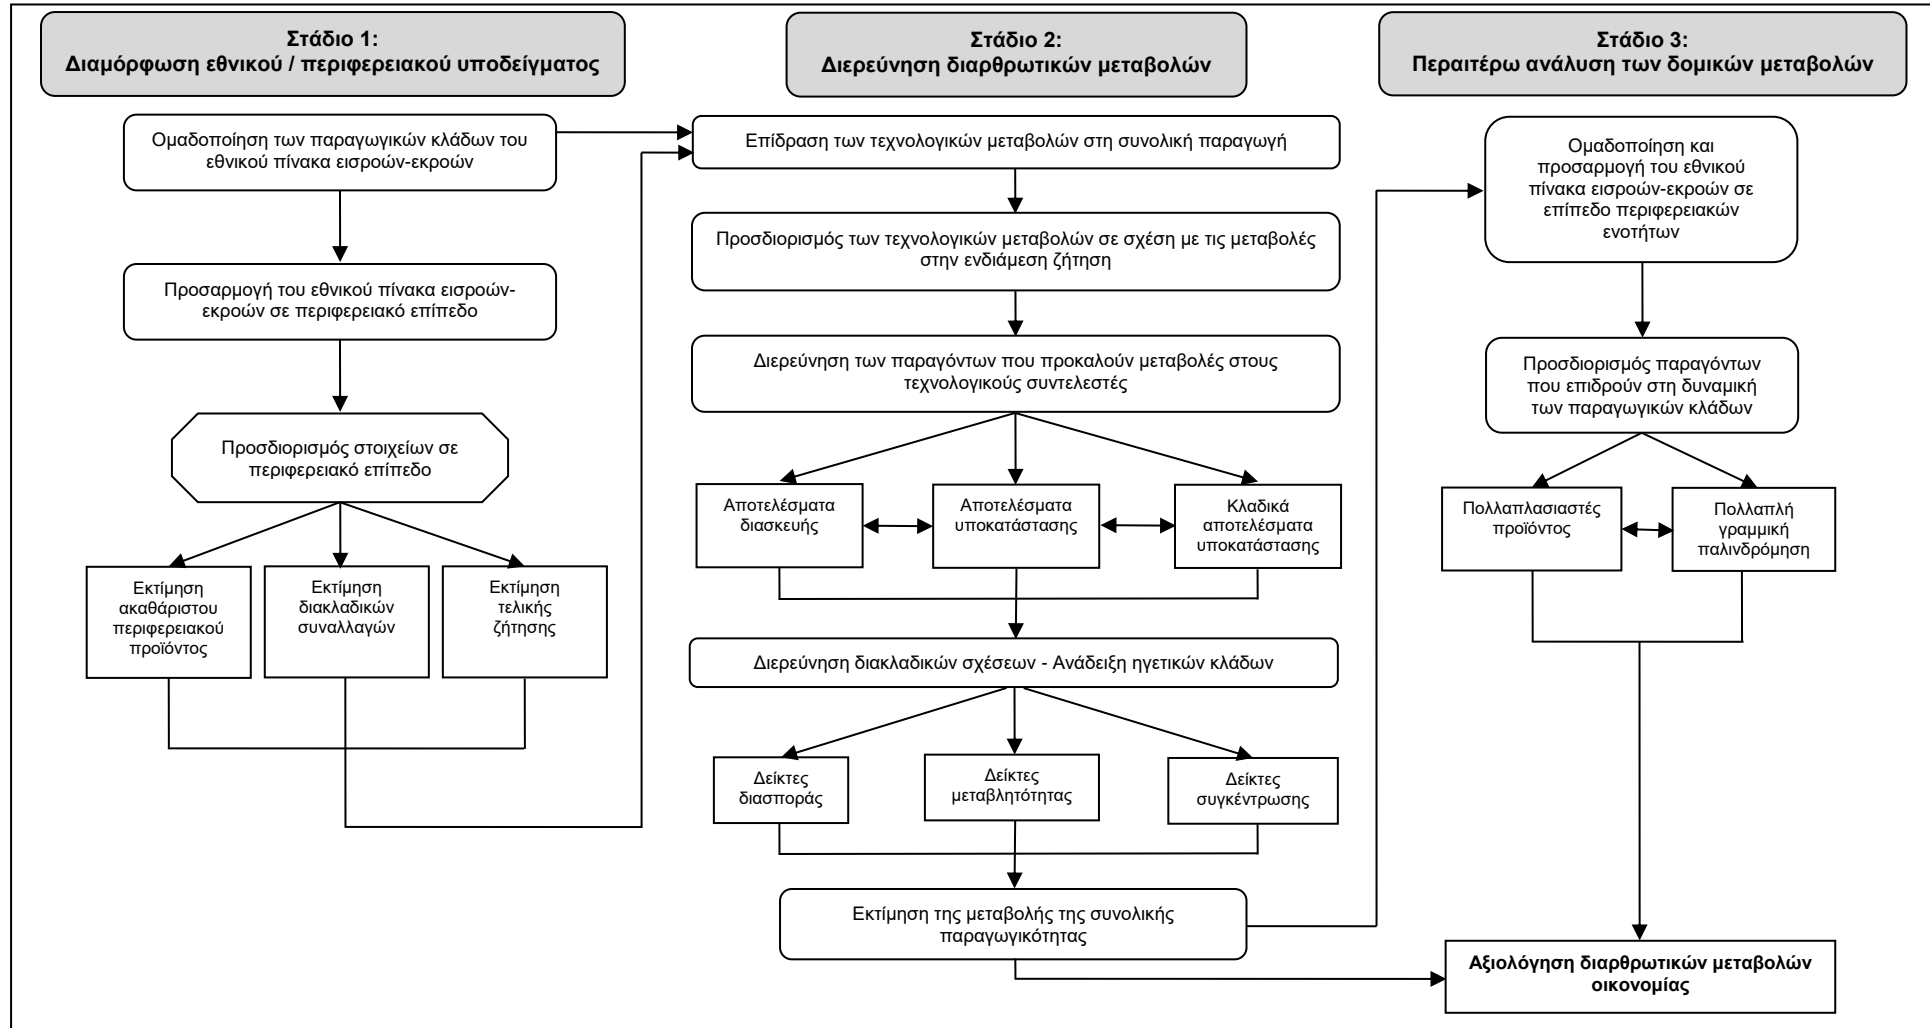 Στάδιο 1:
Διαμόρφωση εθνικού / περιφερειακού υποδείγματος
Ομαδοποίηση των παραγωγικών κλάδων του
εθνικού πίνακα εισροών-εκροών
Προσαρμογή του εθνικού πίνακα εισροών-
εκροών σε περιφερειακό επίπεδο
Προσδιορισμός στοιχείων σε
περιφερειακό επίπεδο
Εκτίμηση
ακαθάριστου
περιφερειακού
προϊόντος
Εκτίμηση
διακλαδικών
συναλλαγών
Εκτίμηση
τελικής
ζήτησης
Στάδιο 2:
Διερεύνηση διαρθρωτικών μεταβολών
Επίδραση των τεχνολογικών μεταβολών στη συνολική παραγωγή
Προσδιορισμός των τεχνολογικών μεταβολών σε σχέση με τις μεταβολές
στην ενδιάμεση ζήτηση
Διερεύνηση των παραγόντων που προκαλούν μεταβολές στους
τεχνολογικούς συντελεστές
Αποτελέσματα
διασκευής
Αποτελέσματα
υποκατάστασης
Κλαδικά
αποτελέσματα
υποκατάστασης
Διερεύνηση διακλαδικών σχέσεων - Ανάδειξη ηγετικών κλάδων
Δείκτες
διασποράς
Δείκτες
μεταβλητότητας
Δείκτες
συγκέντρωσης
Εκτίμηση της μεταβολής της συνολικής
παραγωγικότητας
Στάδιο 3:
Περαιτέρω ανάλυση των δομικών μεταβολών
Ομαδοποίηση και
προσαρμογή του εθνικού
πίνακα εισροών-εκροών σε
επίπεδο περιφερειακών
ενοτήτων
Προσδιορισμός παραγόντων
που επιδρούν στη δυναμική
των παραγωγικών κλάδων
Πολλαπλασιαστές
προϊόντος
Πολλαπλή
γραμμική
παλινδρόμηση
Αξιολόγηση διαρθρωτικών μεταβολών
οικονομίας